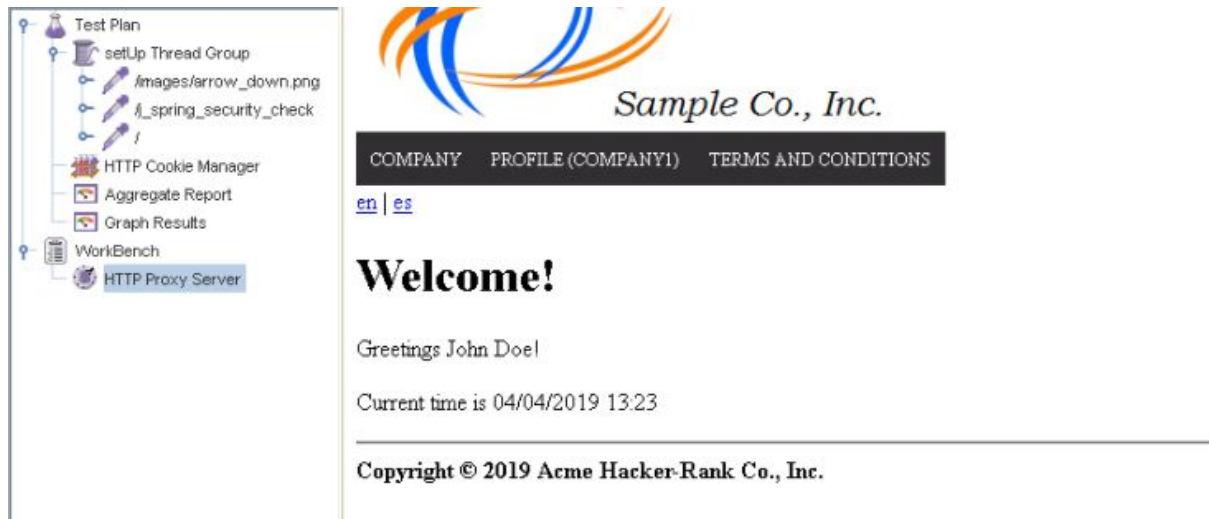 Test Plan
setUp Thread Group
/images/arrow_down.png
/j_spring_security_check
/
HTTP Cookie Manager
Aggregate Report
Graph Results
WorkBench
HTTP Proxy Server
Sample Co., Inc.
COMPANY PROFILE (COMPANY1) TERMS AND CONDITIONS
en | es
Welcome!
Greetings John Doe!
Current time is 04/04/2019 13:23
Copyright © 2019 Acme Hacker-Rank Co., Inc.